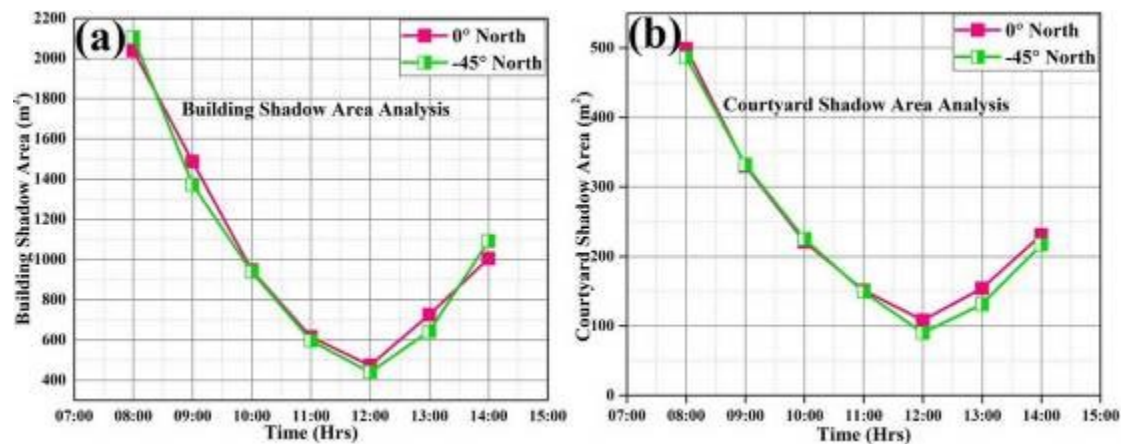 (a)
0° North
-45° North
Building Shadow Area Analysis
Building Shadow Area (m²)
2200
2000
1800
1600
1400
1200
1000
800
600
400
07:00 08:00 09:00 10:00 11:00 12:00 13:00 14:00 15:00
Time (Hrs)
(b)
0° North
-45° North
Courtyard Shadow Area Analysis
Courtyard Shadow Area (m²)
500
400
300
200
100
0
07:00 08:00 09:00 10:00 11:00 12:00 13:00 14:00 15:00
Time (Hrs)